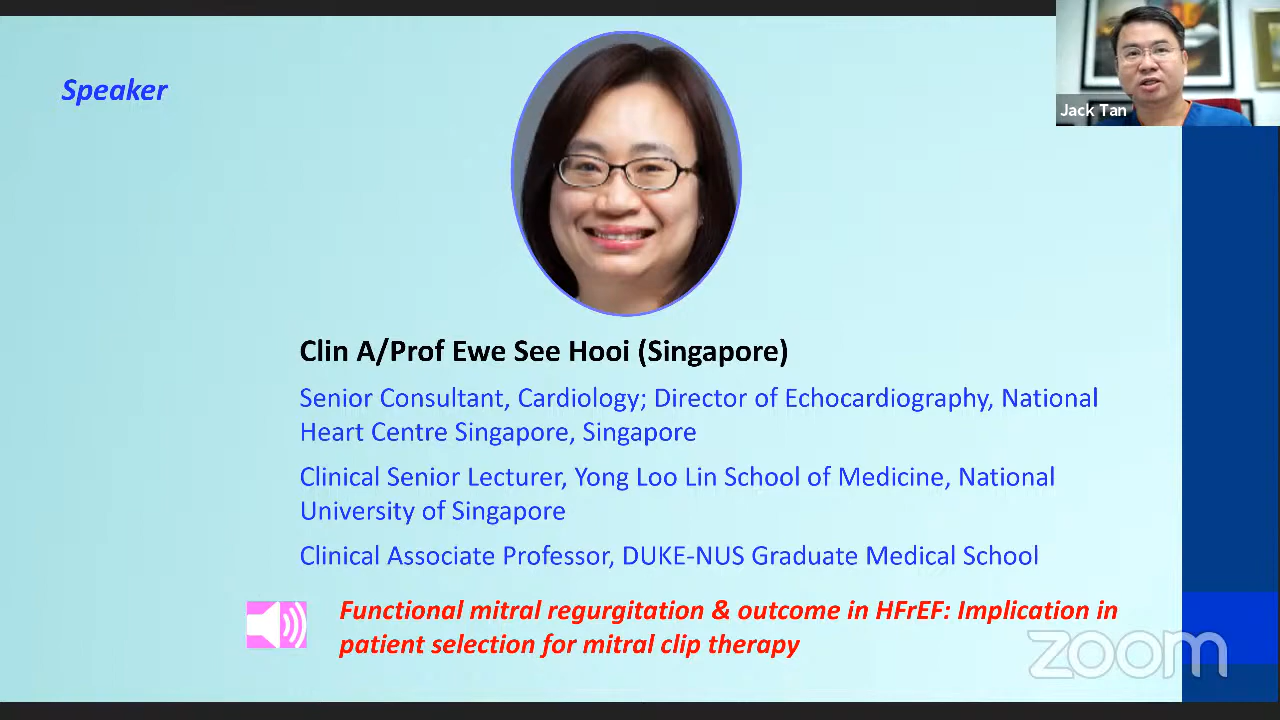 Speaker
Jack Tan
Clin A/Prof Ewe See Hooi (Singapore)
Senior Consultant, Cardiology; Director of Echocardiography, National
Heart Centre Singapore, Singapore
Clinical Senior Lecturer, Yong Loo Lin School of Medicine, National
University of Singapore
Clinical Associate Professor, DUKE-NUS Graduate Medical School
Functional mitral regurgitation & outcome in HFrEF: Implication in
patient selection for mitral clip therapy
zoom